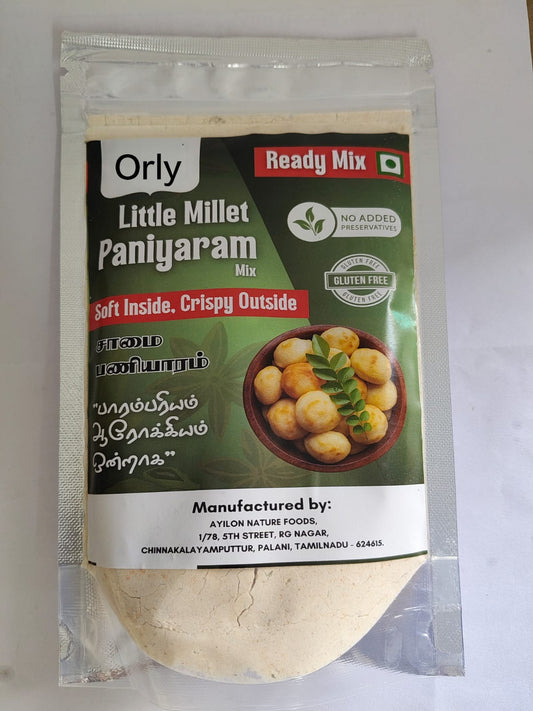 Orly
Ready Mix
Little Millet
Paniyaram
Mix
NO ADDED
PRESERVATIVES
GLUTEN FREE
GLUTEN FREE
GLUTEN FREE
Soft Inside, Crispy Outside
சாமை
பணியாரம்
"பாரம்பரியம்
ஆரோக்கியம்
ஒன்றாக"
Manufactured by:
AYILON NATURE FOODS,
1/78, 5TH STREET, RG NAGAR,
CHINNAKALAYAMPUTTUR, PALANI, TAMILNADU - 624615.